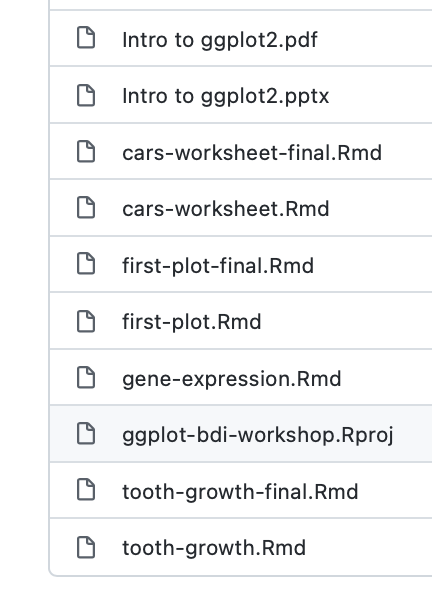 Intro to ggplot2.pdf
Intro to ggplot2.pptx
cars-worksheet-final.Rmd
cars-worksheet.Rmd
first-plot-final.Rmd
first-plot.Rmd
gene-expression.Rmd
ggplot-bdi-workshop.Rproj
tooth-growth-final.Rmd
tooth-growth.Rmd